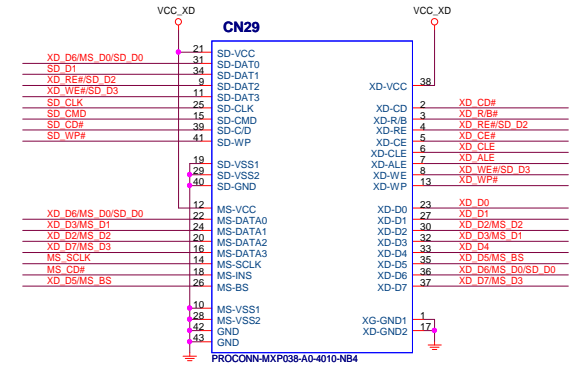 VCC_XD VCC_XD
CN29
21 SD-VCC
XD_D6/MS_D0/SD_D0 31 SD-DAT0
SD_D1 34 SD-DAT1
XD_RE#/SD_D2 9 SD-DAT2 XD-VCC 38
XD_WE#/SD_D3 11 SD-DAT3
SD_CLK 25 SD-CLK XD-CD 2 XD_CD#
SD_CMD 15 SD-CMD XD-R/B 3 XD_R/B#
SD_CD# 39 SD-C/D XD-RE 4 XD_RE#/SD_D2
SD_WP# 41 SD-WP XD-CE 5 XD_CE#
XD-CLE 6 XD_CLE
19 SD-VSS1 XD-ALE 7 XD_ALE
29 SD-VSS2 XD-WE 8 XD_WE#/SD_D3
40 SD-GND XD-WP 13 XD_WP#
12 MS-VCC XD-D0 23 XD_D0
XD_D6/MS_D0/SD_D0 22 MS-DATA0 XD-D1 27 XD_D1
XD_D3/MS_D1 24 MS-DATA1 XD-D2 30 XD_D2/MS_D2
XD_D2/MS_D2 20 MS-DATA2 XD-D3 32 XD_D3/MS_D1
XD_D7/MS_D3 16 MS-DATA3 XD-D4 33 XD_D4
MS_SCLK 14 MS-SCLK XD-D5 35 XD_D5/MS_BS
MS_CD# 18 MS-INS XD-D6 36 XD_D6/MS_D0/SD_D0
XD_D5/MS_BS 26 MS-BS XD-D7 37 XD_D7/MS_D3
10 MS-VSS1
28 MS-VSS2 XG-GND1 1
42 GND XD-GND2 17
43 GND
PROCONN-MXP038-A0-4010-NB4